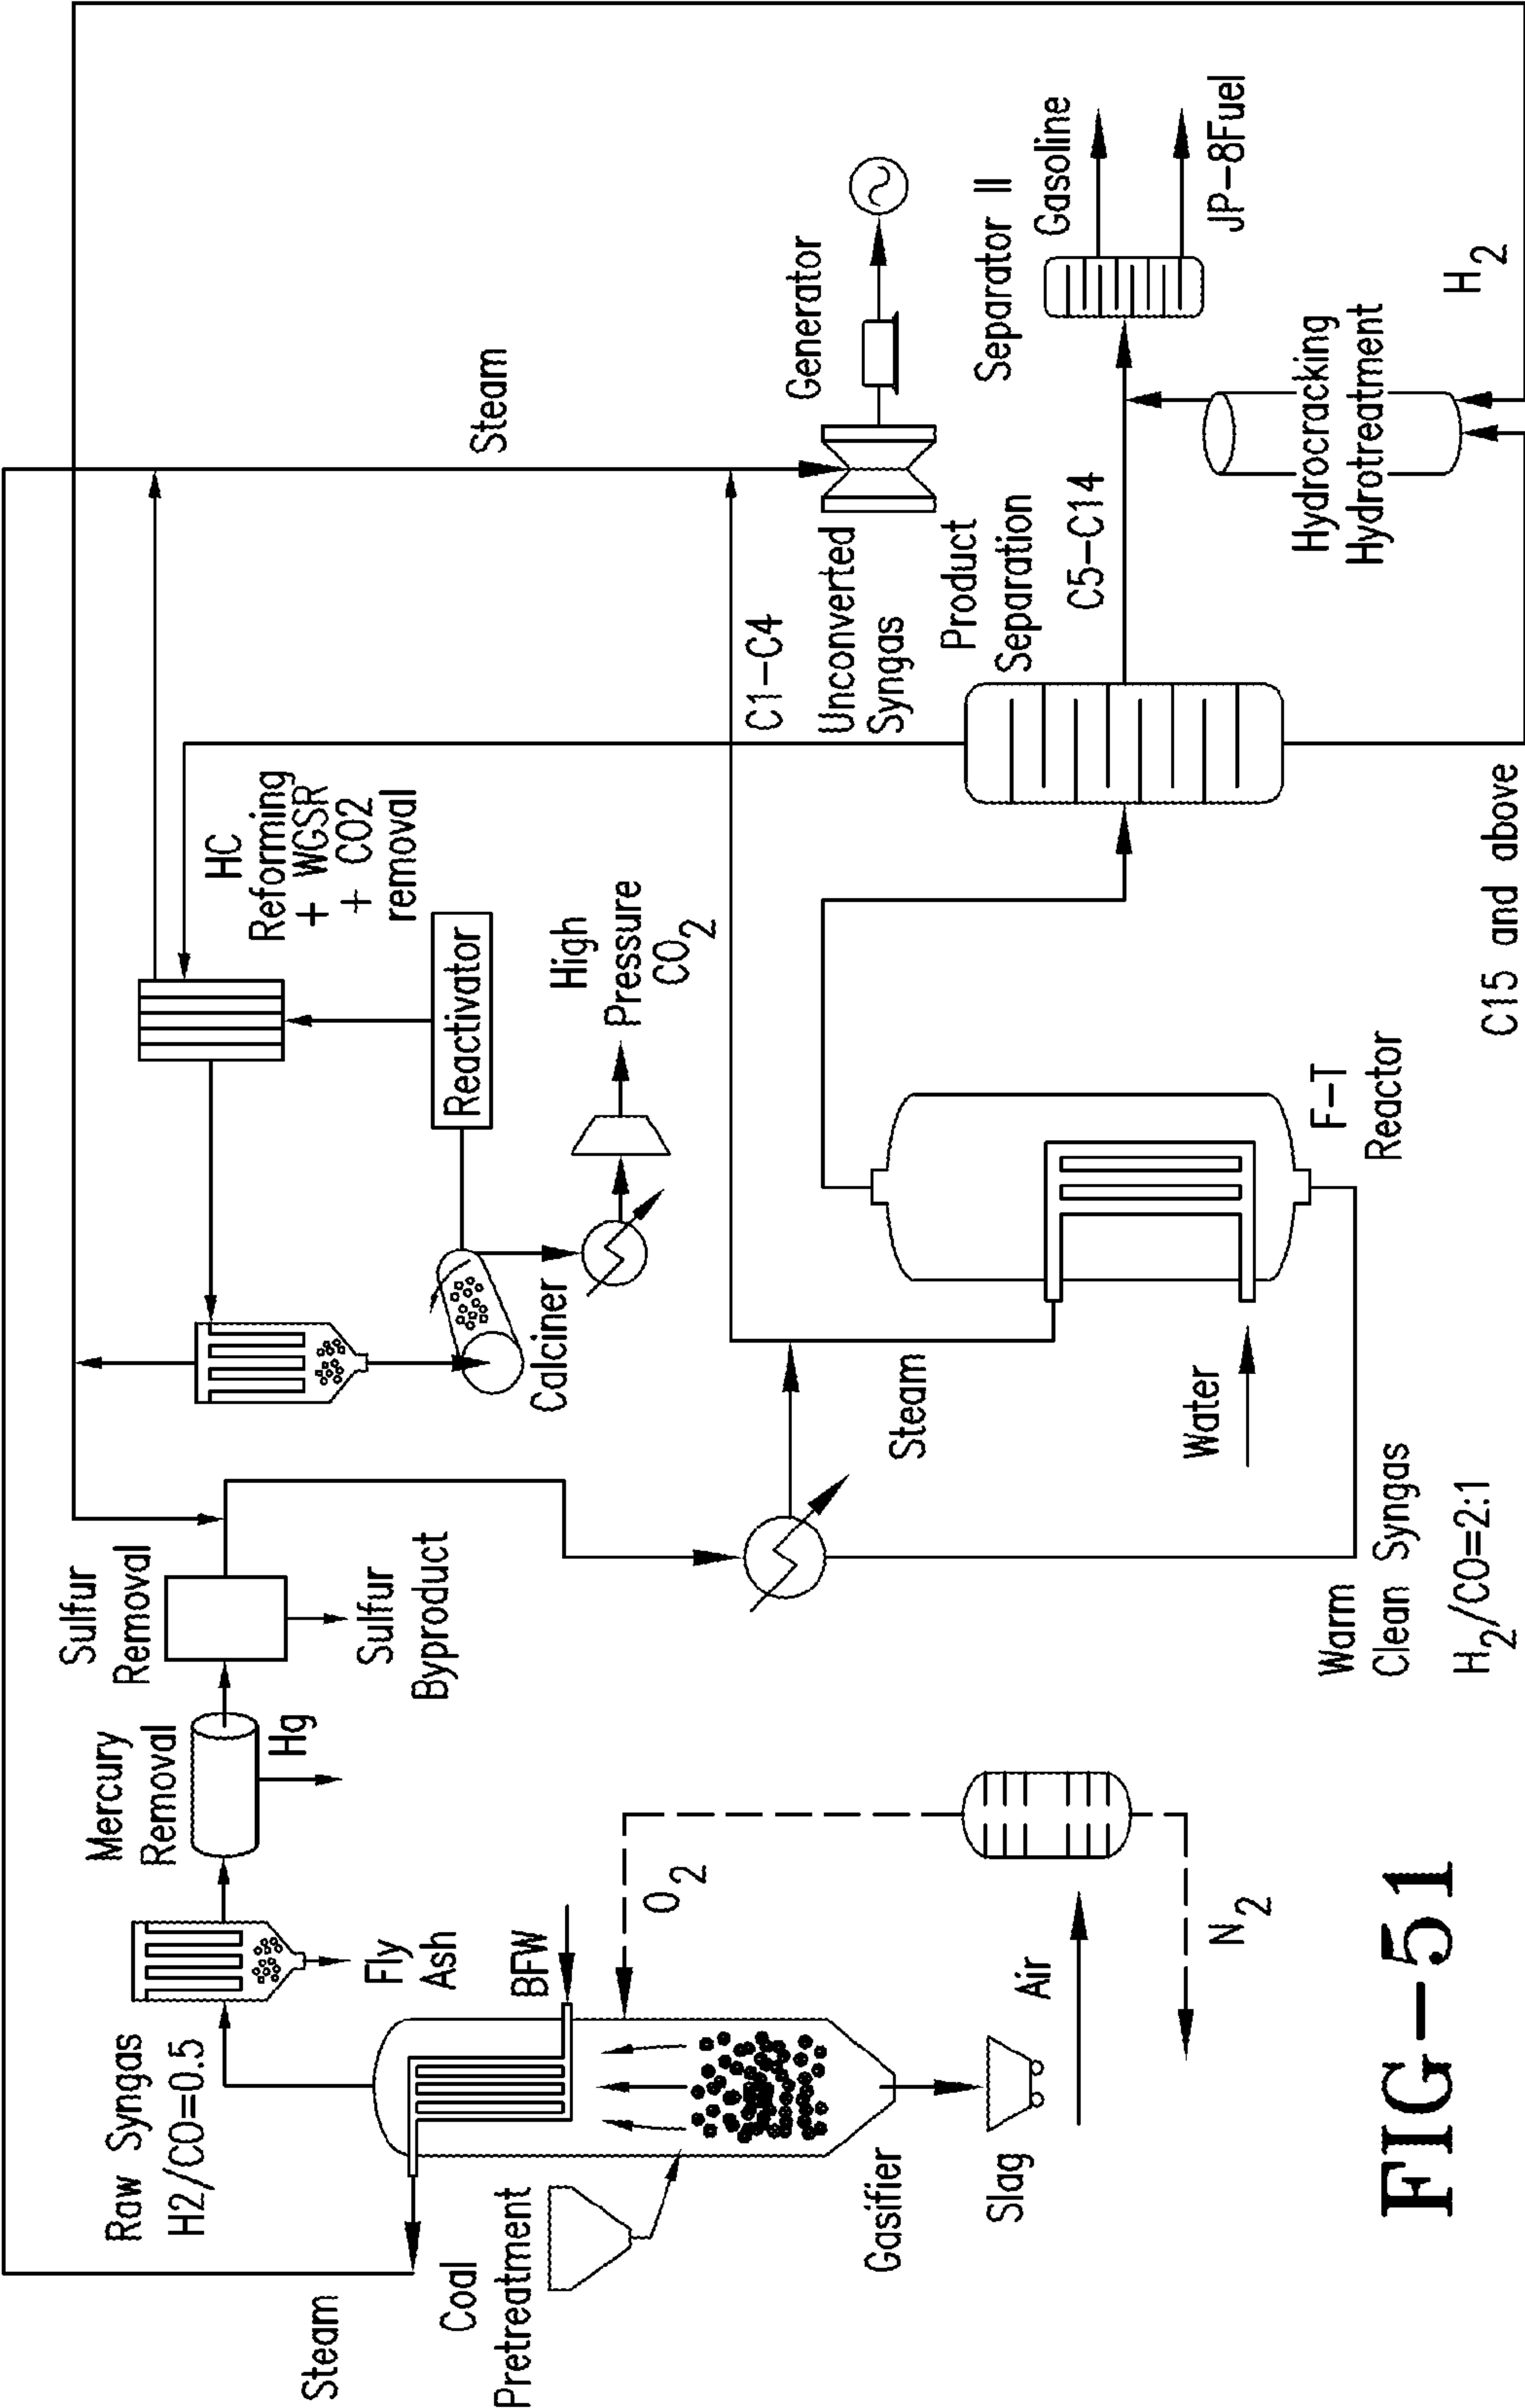 Steam
Raw Syngas
H2/CO=0.5
Fly
Ash
Mercury
Removal
Hg
Sulfur
Removal
Sulfur
Byproduct
Coal
Pretreatment
BFW
O2
Gasifier
Slag
Air
N2
Calciner
Reactivator
HC
Reforming
+ WGSR
+ CO2
removal
High
Pressure
CO2
Steam
Steam
Water
Warm
Clean Syngas
H2/CO=2:1
F-T
Reactor
C1-C4
Unconverted
Syngas
Generator
Product
Separation
C5-C14
Separator II
Gasoline
JP-8Fuel
Hydrocracking
Hydrotreatment
H2
C15 and above
FIG-51